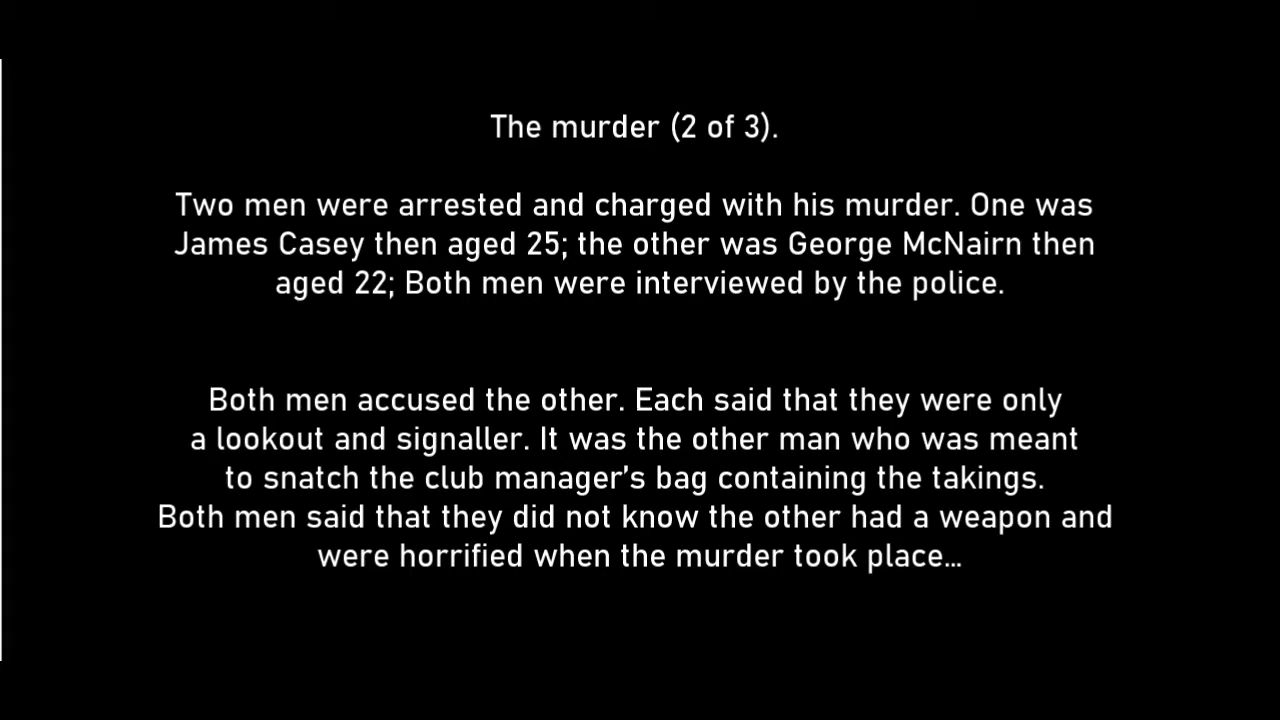 The murder (2 of 3).
Two men were arrested and charged with his murder. One was
James Casey then aged 25; the other was George McNairn then
aged 22; Both men were interviewed by the police.
Both men accused the other. Each said that they were only
a lookout and signaller. It was the other man who was meant
to snatch the club manager’s bag containing the takings.
Both men said that they did not know the other had a weapon and
were horrified when the murder took place…